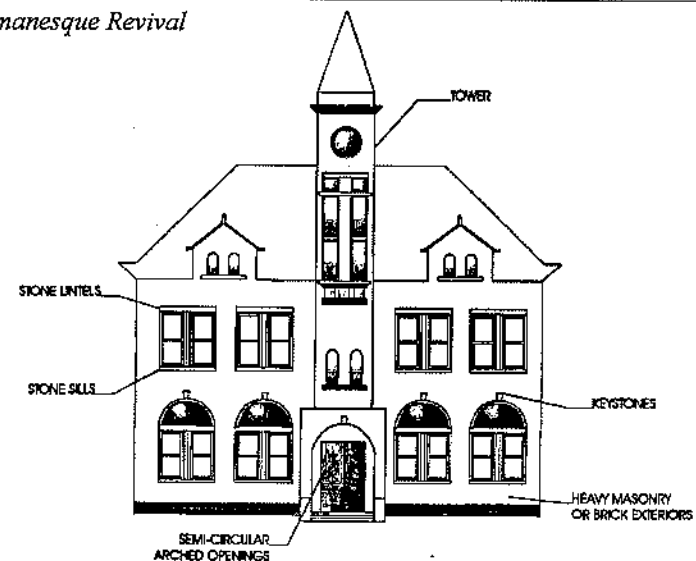 manesque Revival
TOWER
STONE LINTELS
STONE SILLS
KEYSTONES
HEAVY MASONRY
OR BRICK EXTERIORS
SEMI-CIRCULAR
ARCHED OPENINGS